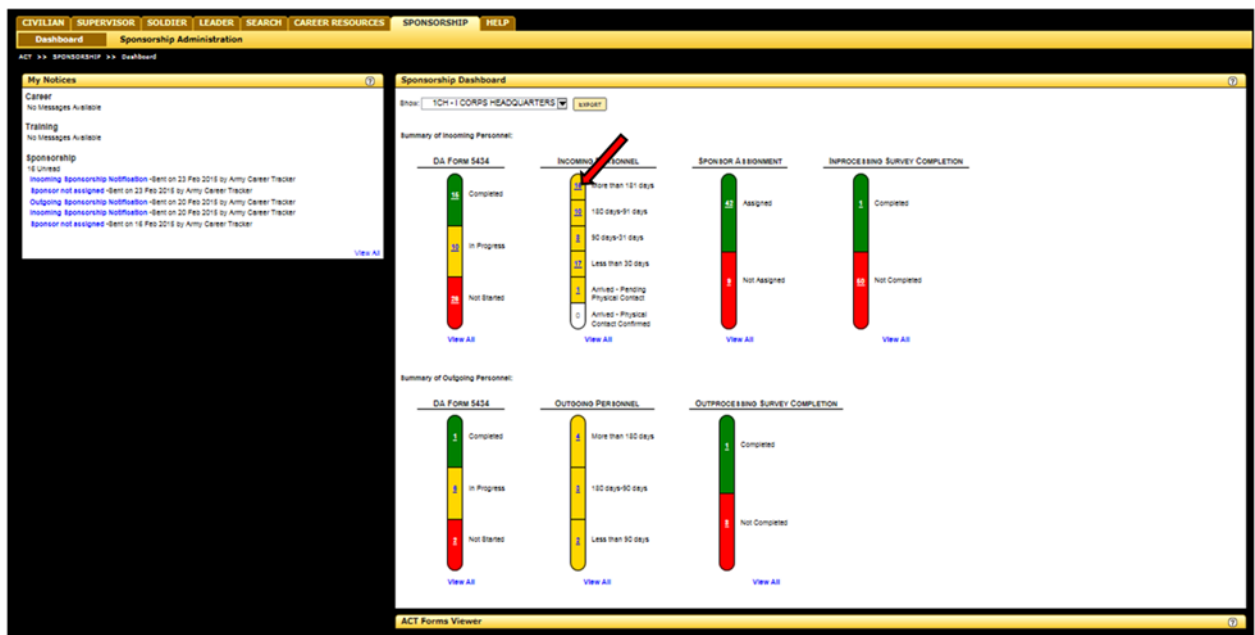 CIVILIAN SUPERVISOR SOLDIER LEADER SEARCH CAREER RESOURCES SPONSORSHIP HELP
Dashboard Sponsorship Administration
ACT >> SPONSORSHIP >> Dashboard
My Notices
Career
No Messages Available
Training
No Messages Available
Sponsorship
16 Unread
Incoming Sponsorship Notification -Sent on 23 Feb 2015 by Army Career Tracker
Sponsor not assigned -Sent on 23 Feb 2015 by Army Career Tracker
Outgoing Sponsorship Notification -Sent on 20 Feb 2015 by Army Career Tracker
Incoming Sponsorship Notification -Sent on 20 Feb 2015 by Army Career Tracker
Sponsor not assigned -Sent on 16 Feb 2015 by Army Career Tracker
View All
Sponsorship Dashboard
Show: 1CH - I CORPS HEADQUARTERS EXPORT
Summary of Incoming Personnel:
DA FORM 5434
15 Completed
10 In Progress
26 Not Started
View All
INCOMING
More than 181 days
10 180 days-91 days
90 days-31 days
17 Less than 30 days
Arrived - Pending
Physical Contact
0 Arrived - Physical
Contact Confirmed
View All
SPONSOR ASSIGNMENT
42 Assigned
9 Not Assigned
View All
INPROCESSING SURVEY COMPLETION
1 Completed
Not Completed
View All
Summary of Outgoing Personnel:
DA FORM 5434
1 Completed
In Progress
Not Started
View All
OUTGOING PERSONNEL
4 More than 180 days
180 days-90 days
Less than 90 days
View All
OUTPROCESSING SURVEY COMPLETION
1 Completed
Not Completed
View All
ACT Forms Viewer